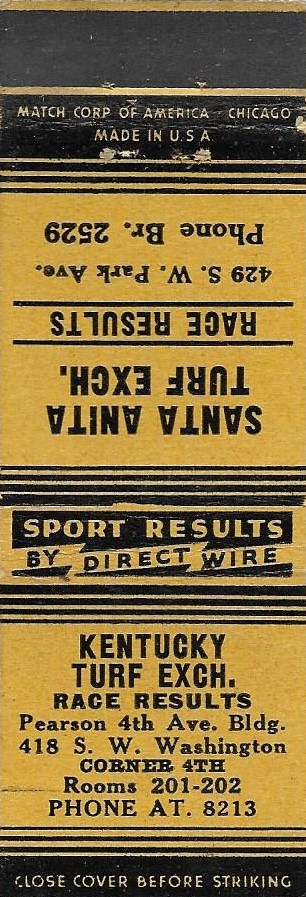 MATCH CORP OF AMERICA - CHICAGO
MADE IN U.S A
SANTA ANITA
TURF EXCH.
RACE RESULTS
429 S. W. Park Ave.
Phone Br. 2529
SPORT RESULTS
BY DIRECT WIRE
KENTUCKY
TURF EXCH.
RACE RESULTS
Pearson 4th Ave. Bldg.
418 S. W. Washington
CORNER 4TH
Rooms 201-202
PHONE AT. 8213
CLOSE COVER BEFORE STRIKING